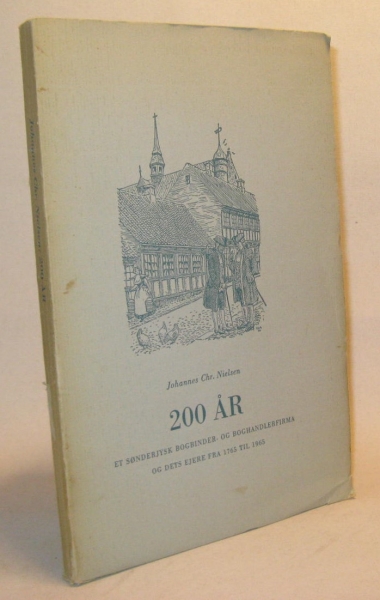 Johannes Chr. Nielsen
200 ÅR
ET SØNDERJYSK BOGBINDER- OG BOGHANDLERFIRMA
OG DETS EJERE FRA 1765 TIL 1965